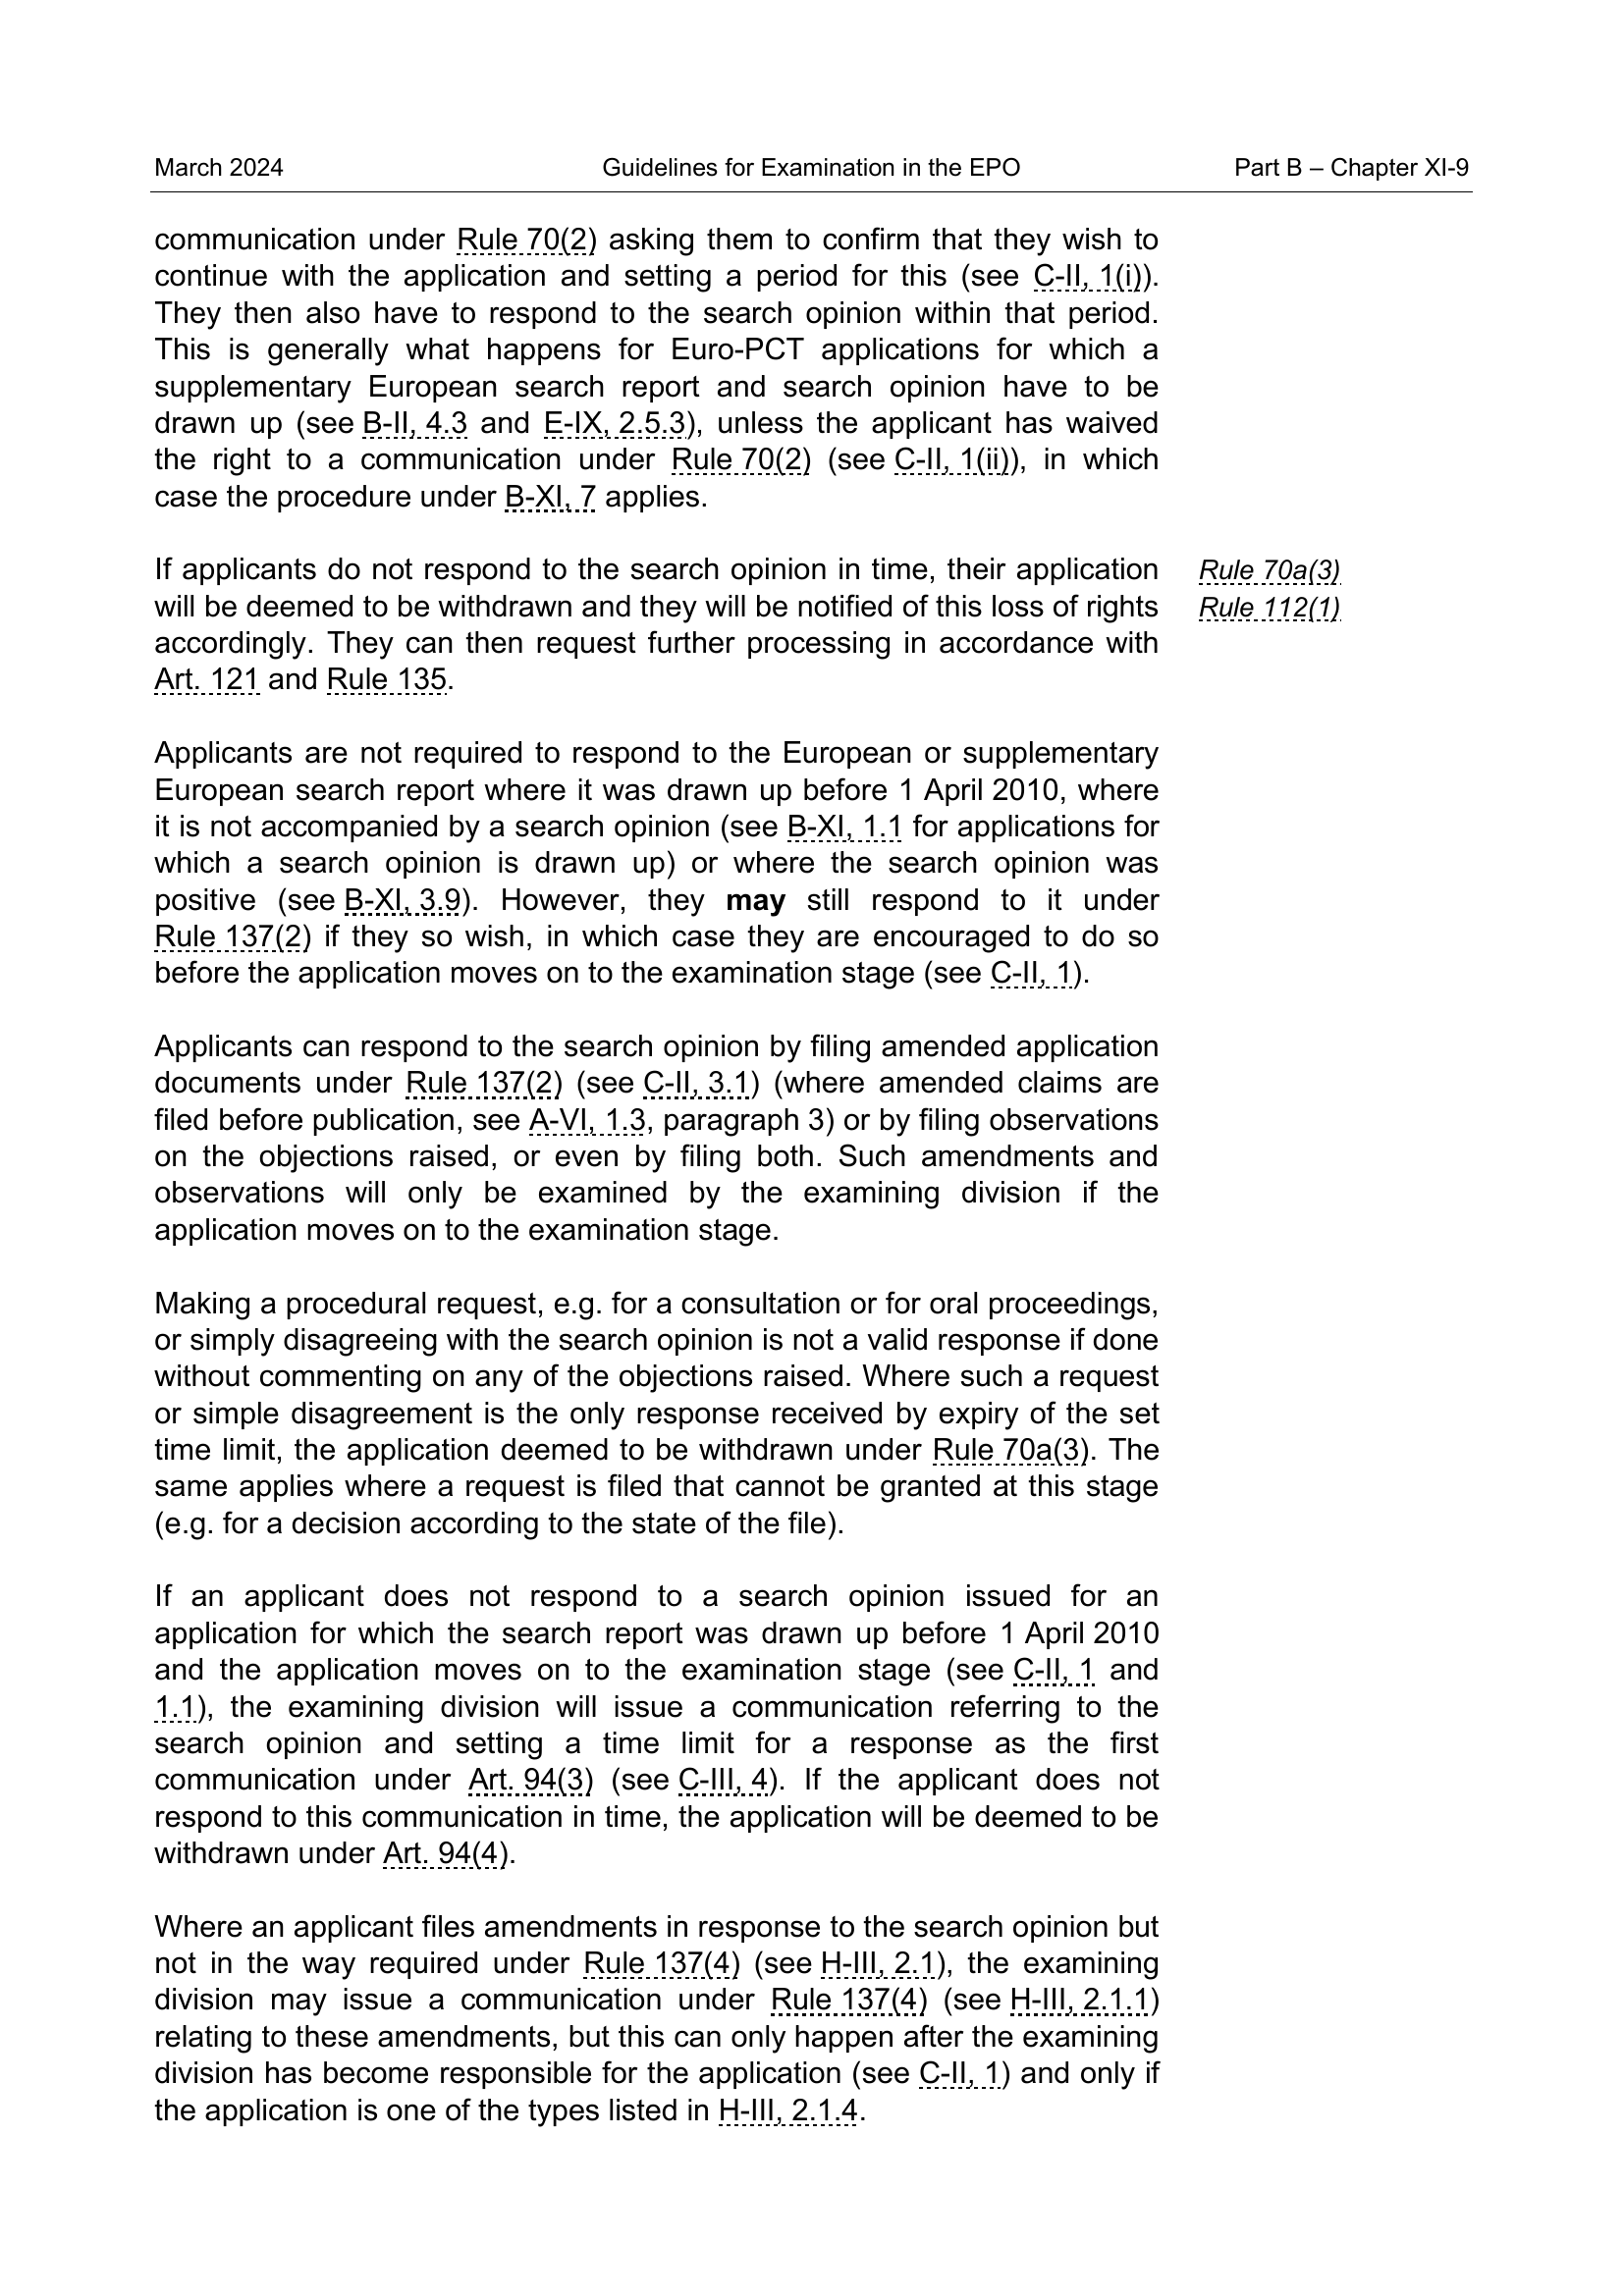 March 2024 Guidelines for Examination in the EPO Part B – Chapter XI-9
communication under Rule 70(2) asking them to confirm that they wish to
continue with the application and setting a period for this (see C-II, 1(i)).
They then also have to respond to the search opinion within that period.
This is generally what happens for Euro-PCT applications for which a
supplementary European search report and search opinion have to be
drawn up (see B-II, 4.3 and E-IX, 2.5.3), unless the applicant has waived
the right to a communication under Rule 70(2) (see C-II, 1(ii)), in which
case the procedure under B-XI, 7 applies.
If applicants do not respond to the search opinion in time, their application
will be deemed to be withdrawn and they will be notified of this loss of rights
accordingly. They can then request further processing in accordance with
Art. 121 and Rule 135.
Rule 70a(3)
Rule 112(1)
Applicants are not required to respond to the European or supplementary
European search report where it was drawn up before 1 April 2010, where
it is not accompanied by a search opinion (see B-XI, 1.1 for applications for
which a search opinion is drawn up) or where the search opinion was
positive (see B-XI, 3.9). However, they may still respond to it under
Rule 137(2) if they so wish, in which case they are encouraged to do so
before the application moves on to the examination stage (see C-II, 1).
Applicants can respond to the search opinion by filing amended application
documents under Rule 137(2) (see C-II, 3.1) (where amended claims are
filed before publication, see A-VI, 1.3, paragraph 3) or by filing observations
on the objections raised, or even by filing both. Such amendments and
observations will only be examined by the examining division if the
application moves on to the examination stage.
Making a procedural request, e.g. for a consultation or for oral proceedings,
or simply disagreeing with the search opinion is not a valid response if done
without commenting on any of the objections raised. Where such a request
or simple disagreement is the only response received by expiry of the set
time limit, the application deemed to be withdrawn under Rule 70a(3). The
same applies where a request is filed that cannot be granted at this stage
(e.g. for a decision according to the state of the file).
If an applicant does not respond to a search opinion issued for an
application for which the search report was drawn up before 1 April 2010
and the application moves on to the examination stage (see C-II, 1 and
1.1), the examining division will issue a communication referring to the
search opinion and setting a time limit for a response as the first
communication under Art. 94(3) (see C-III, 4). If the applicant does not
respond to this communication in time, the application will be deemed to be
withdrawn under Art. 94(4).
Where an applicant files amendments in response to the search opinion but
not in the way required under Rule 137(4) (see H-III, 2.1), the examining
division may issue a communication under Rule 137(4) (see H-III, 2.1.1)
relating to these amendments, but this can only happen after the examining
division has become responsible for the application (see C-II, 1) and only if
the application is one of the types listed in H-III, 2.1.4.